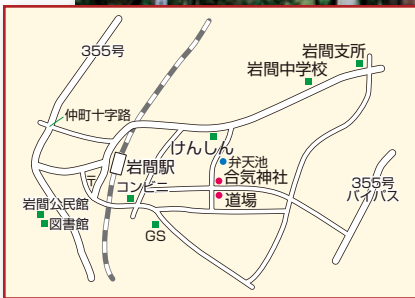 355号
岩間支所
岩間中学校
仲町十字路
けんしん
弁天池
岩間駅
合気神社
〒
コンビニ
道場
355号
バイパス
岩間公民館
図書館
GS